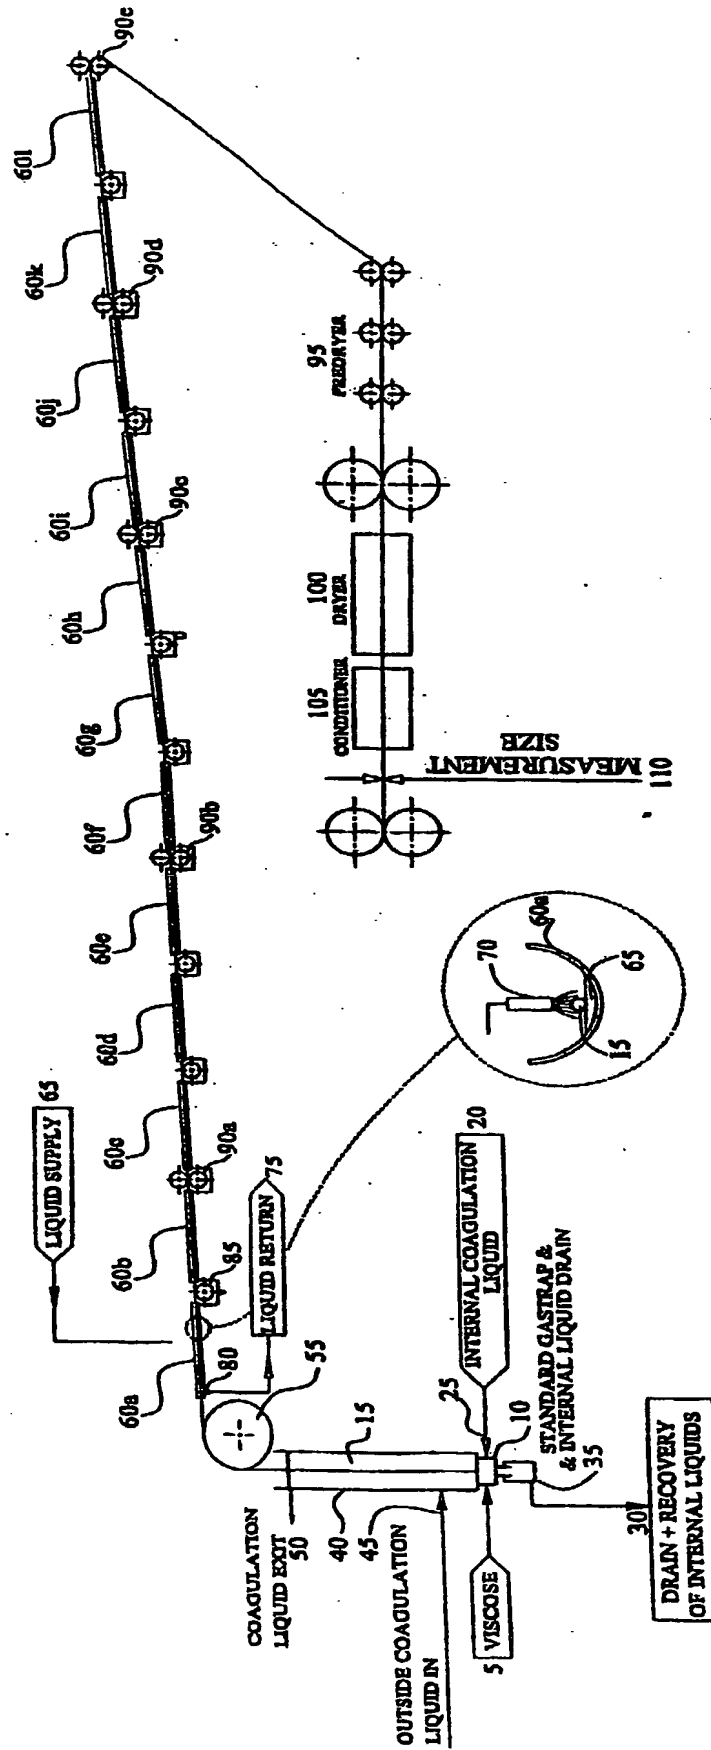 90e
60l
60k
90d
60j
60i
90c
60h
60g
60f
90b
60e
60d
60c
90a
60b
85
60a
80
LIQUID SUPPLY
65
LIQUID RETURN
75
55
15
50
COAGULATION
LIQUID EXIT
40
45
OUTSIDE COAGULATION
LIQUID IN
INTERNAL COAGULATION
LIQUID
20
25
10
5
VISCOSE
STANDARD GASTRAP &
INTERNAL LIQUID DRAIN
35
30
DRAIN + RECOVERY
OF INTERNAL LIQUIDS
70
60a
65
15
95
PREDRYER
100
DRYER
105
CONDITIONER
SIZE
MEASUREMENT
110